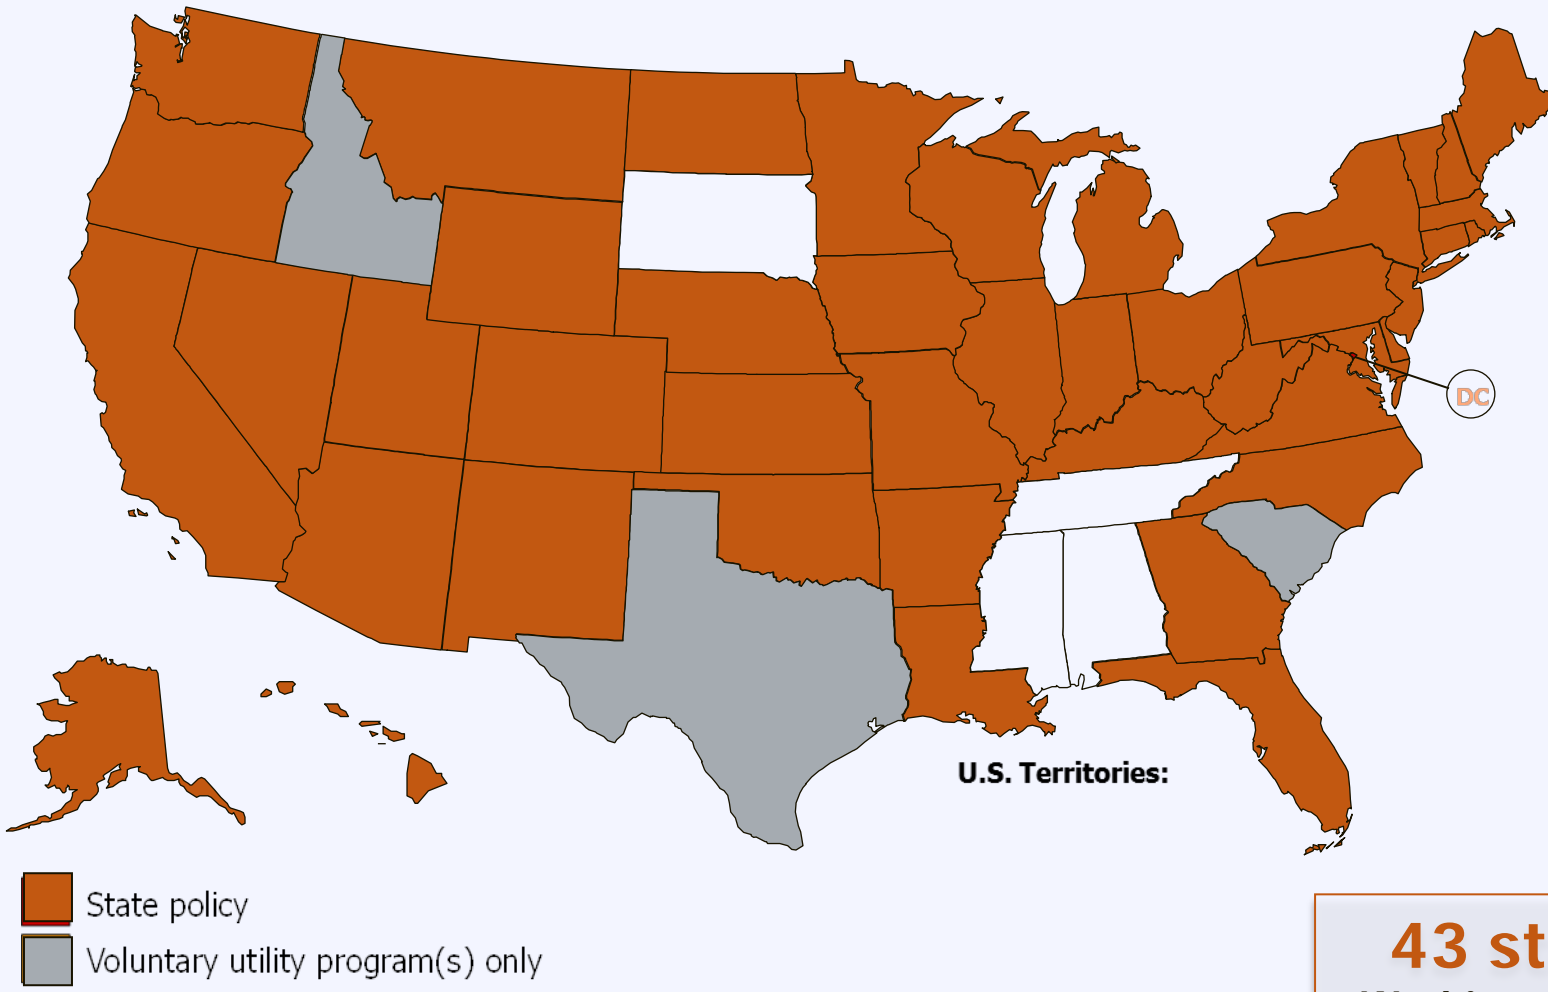 DC
U.S. Territories:
State policy
Voluntary utility program(s) only
43 st